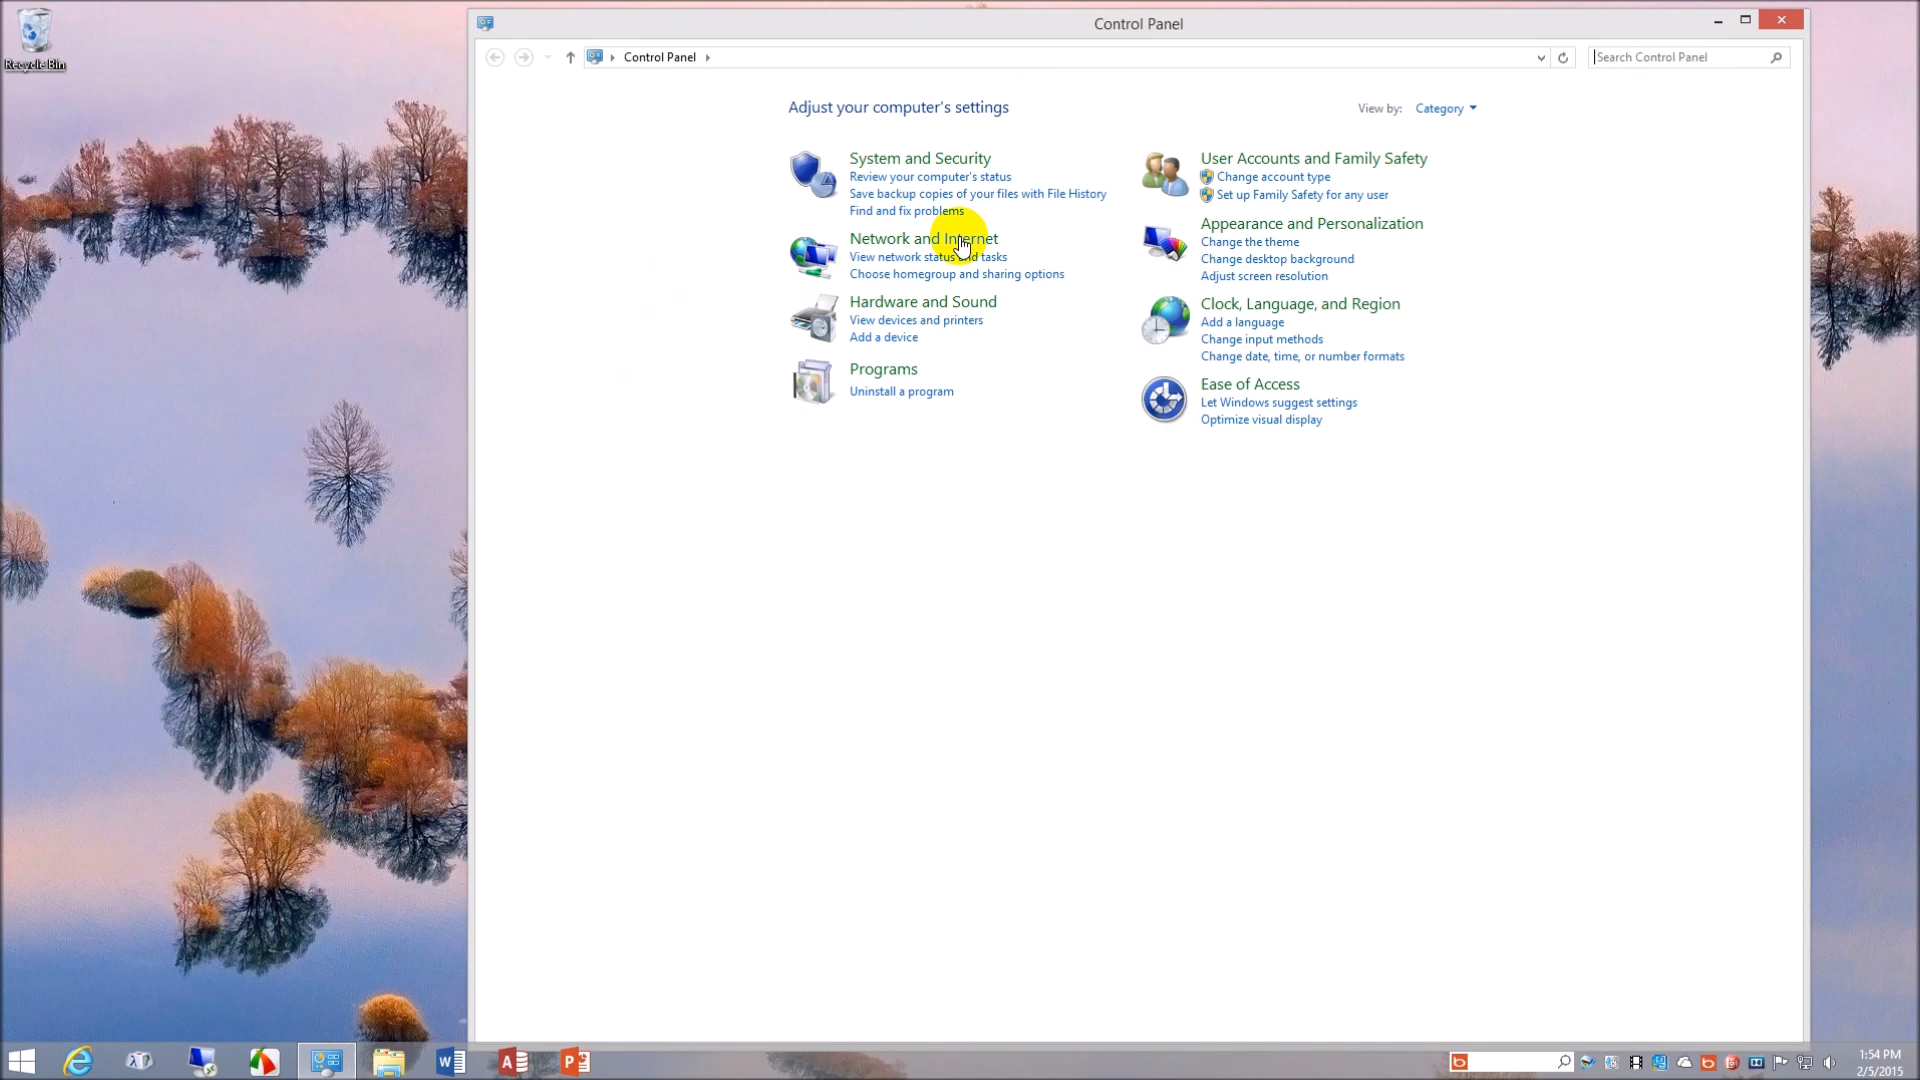 Recycle Bin
Control Panel
Control Panel
Search Control Panel
Adjust your computer's settings
View by: Category
System and Security
Review your computer's status
Save backup copies of your files with File History
Find and fix problems
Network and Internet
View network status and tasks
Choose homegroup and sharing options
Hardware and Sound
View devices and printers
Add a device
Programs
Uninstall a program
User Accounts and Family Safety
Change account type
Set up Family Safety for any user
Appearance and Personalization
Change the theme
Change desktop background
Adjust screen resolution
Clock, Language, and Region
Add a language
Change input methods
Change date, time, or number formats
Ease of Access
Let Windows suggest settings
Optimize visual display
1:54 PM
2/5/2015